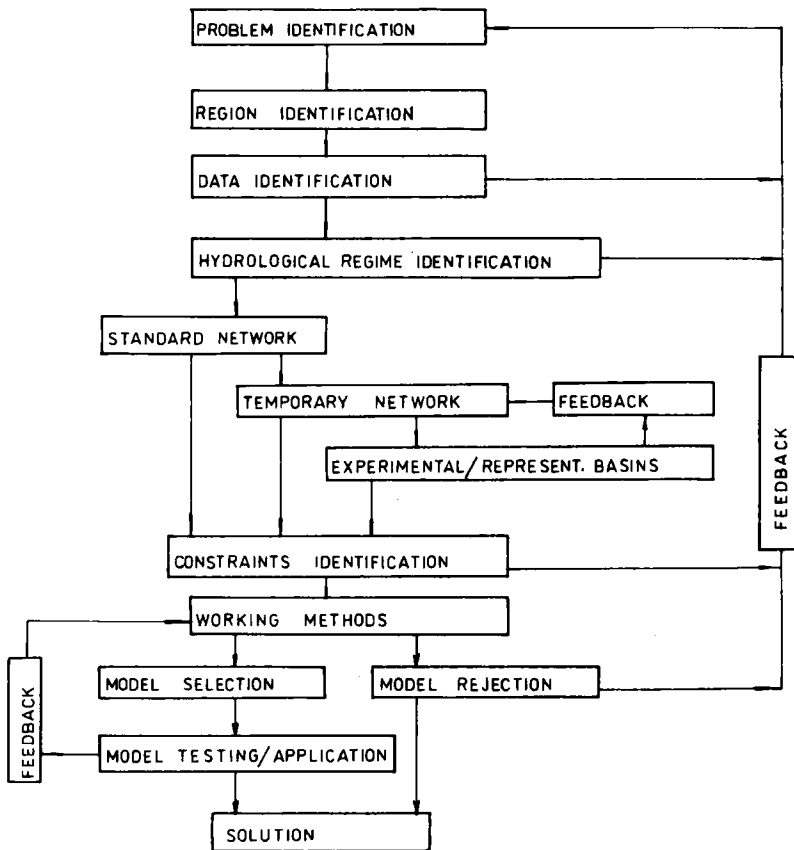 PROBLEM IDENTIFICATION
REGION IDENTIFICATION
DATA IDENTIFICATION
HYDROLOGICAL REGIME IDENTIFICATION
STANDARD NETWORK
TEMPORARY NETWORK
FEEDBACK
EXPERIMENTAL/REPRESENT. BASINS
FEEDBACK
CONSTRAINTS IDENTIFICATION
WORKING METHODS
MODEL SELECTION
MODEL REJECTION
FEEDBACK
MODEL TESTING/APPLICATION
SOLUTION